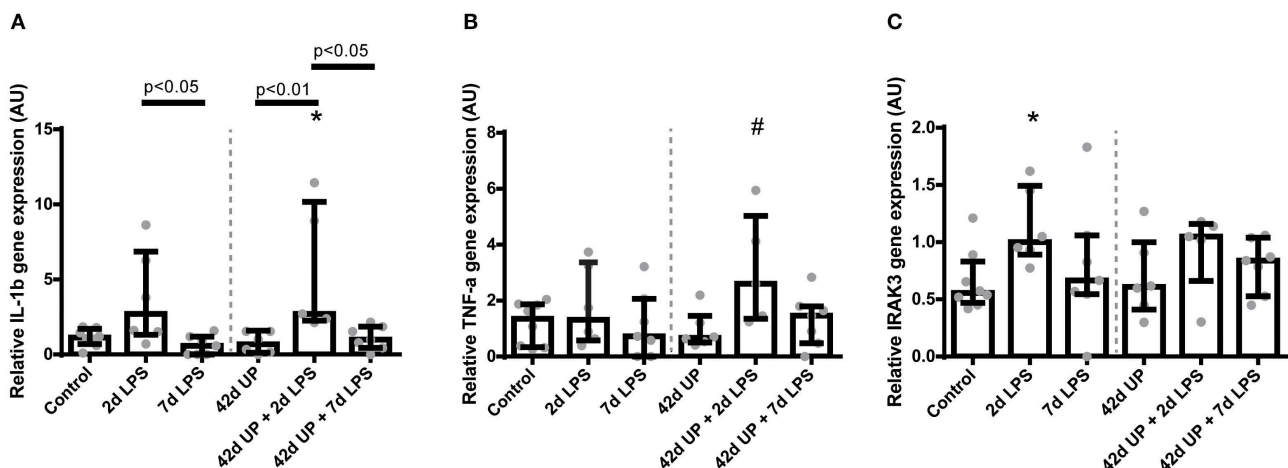 A
p<0.05
p<0.05
p<0.01
*
Relative IL-1b gene expression (AU)
15
10
5
0
Control
2d LPS
7d LPS
42d UP
42d UP + 2d LPS
42d UP + 7d LPS
B
#
Relative TNF-a gene expression (AU)
8
6
4
2
0
Control
2d LPS
7d LPS
42d UP
42d UP + 2d LPS
42d UP + 7d LPS
C
*
Relative IRAK3 gene expression (AU)
2.0
1.5
1.0
0.5
0.0
Control
2d LPS
7d LPS
42d UP
42d UP + 2d LPS
42d UP + 7d LPS